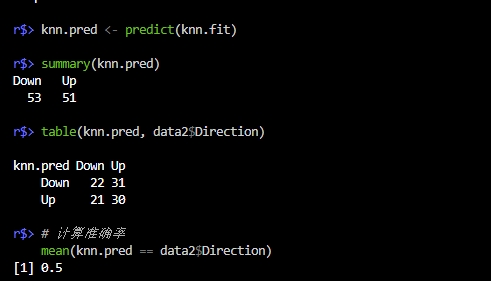 r$> knn.pred <- predict(knn.fit)
r$> summary(knn.pred)
Down   Up
  53   51
r$> table(knn.pred, data2$Direction)
knn.pred Down Up
    Down   22 31
    Up     21 30
r$> # 计算准确率
    mean(knn.pred == data2$Direction)
[1] 0.5